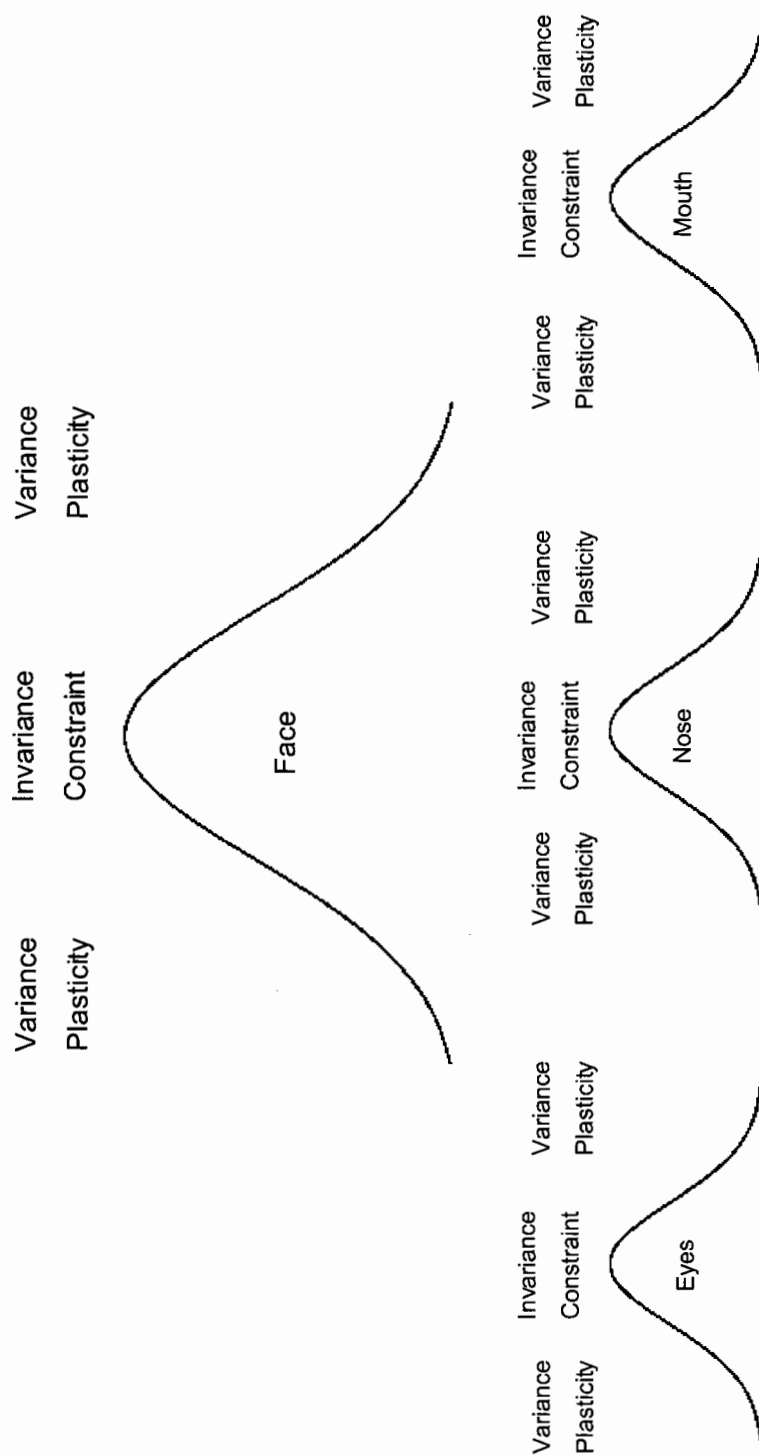 Variance
Plasticity
Invariance
Constraint
Variance
Plasticity
Face
Variance
Plasticity
Invariance
Constraint
Variance
Plasticity
Eyes
Variance
Plasticity
Invariance
Constraint
Variance
Plasticity
Nose
Variance
Plasticity
Invariance
Constraint
Variance
Plasticity
Mouth